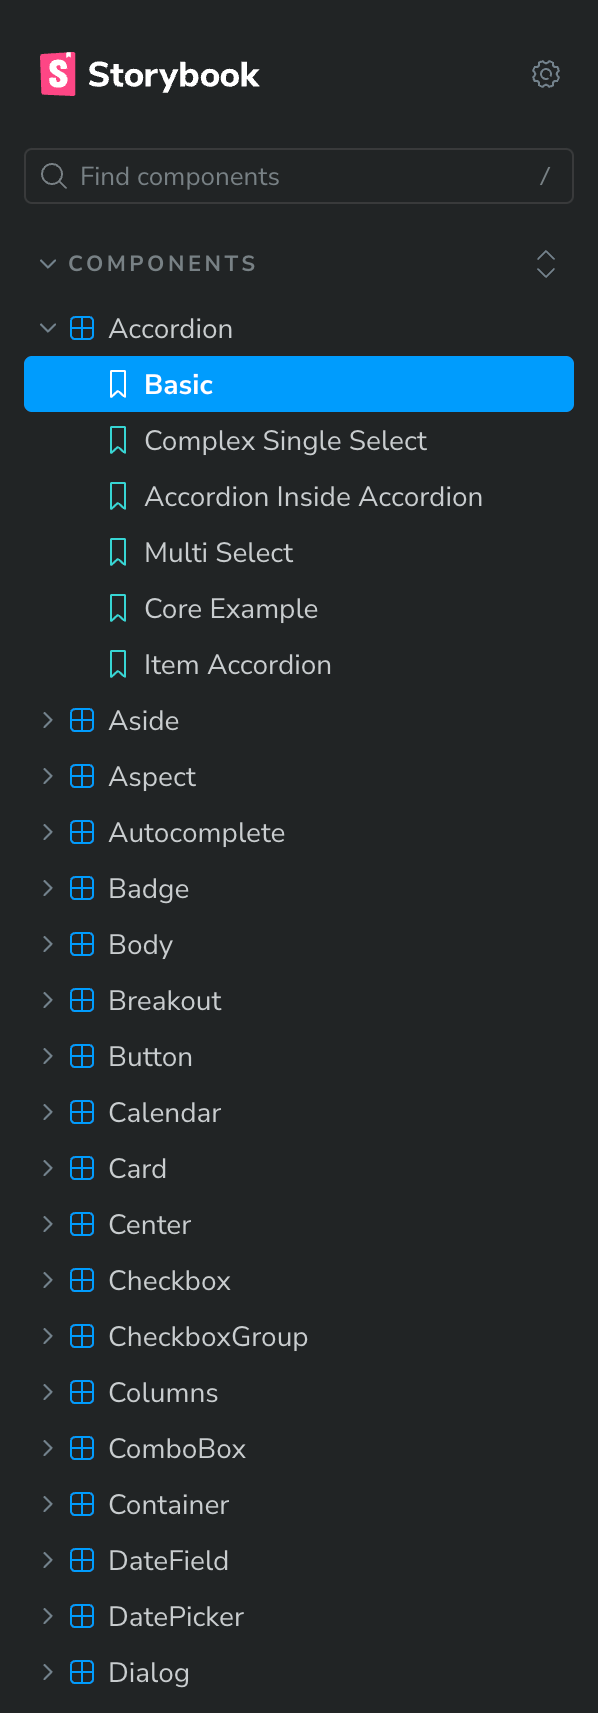 Storybook
Find components /
COMPONENTS
Accordion
Basic
Complex Single Select
Accordion Inside Accordion
Multi Select
Core Example
Item Accordion
Aside
Aspect
Autocomplete
Badge
Body
Breakout
Button
Calendar
Card
Center
Checkbox
CheckboxGroup
Columns
ComboBox
Container
DateField
DatePicker
Dialog